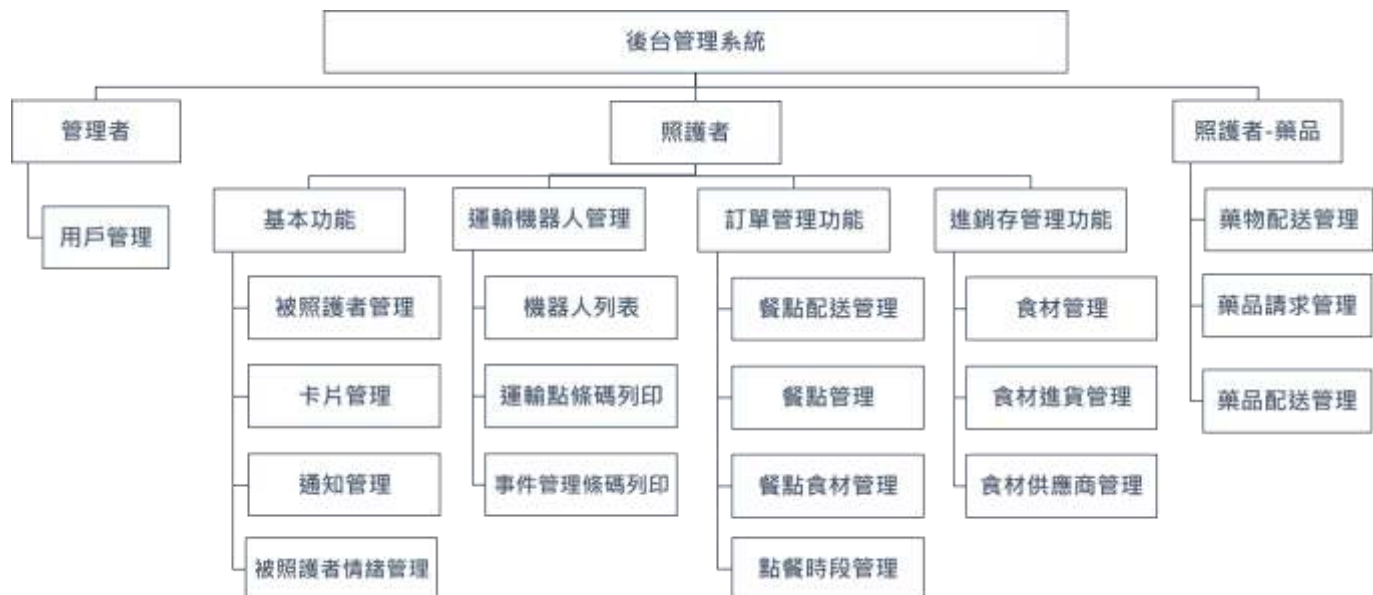 後台管理系統
管理者
照護者
照護者-藥品
用戶管理
基本功能
運輸機器人管理
訂單管理功能
進銷存管理功能
被照護者管理
卡片管理
通知管理
被照護者情緒管理
機器人列表
運輸點條碼列印
事件管理條碼列印
餐點配送管理
餐點管理
餐點食材管理
點餐時段管理
食材管理
食材進貨管理
食材供應商管理
藥物配送管理
藥品請求管理
藥品配送管理